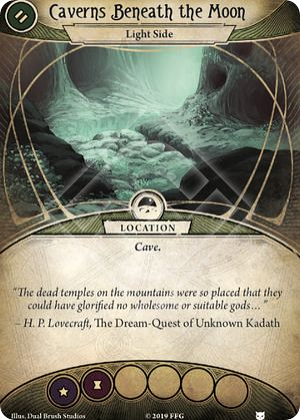 Caverns Beneath the Moon
Light Side
LOCATION
Cave.
“The dead temples on the mountains were so placed that they
could have glorified no wholesome or suitable gods…”
– H. P. Lovecraft, The Dream-Quest of Unknown Kadath
Illus. Dual Brush Studios
© 2019 FFG